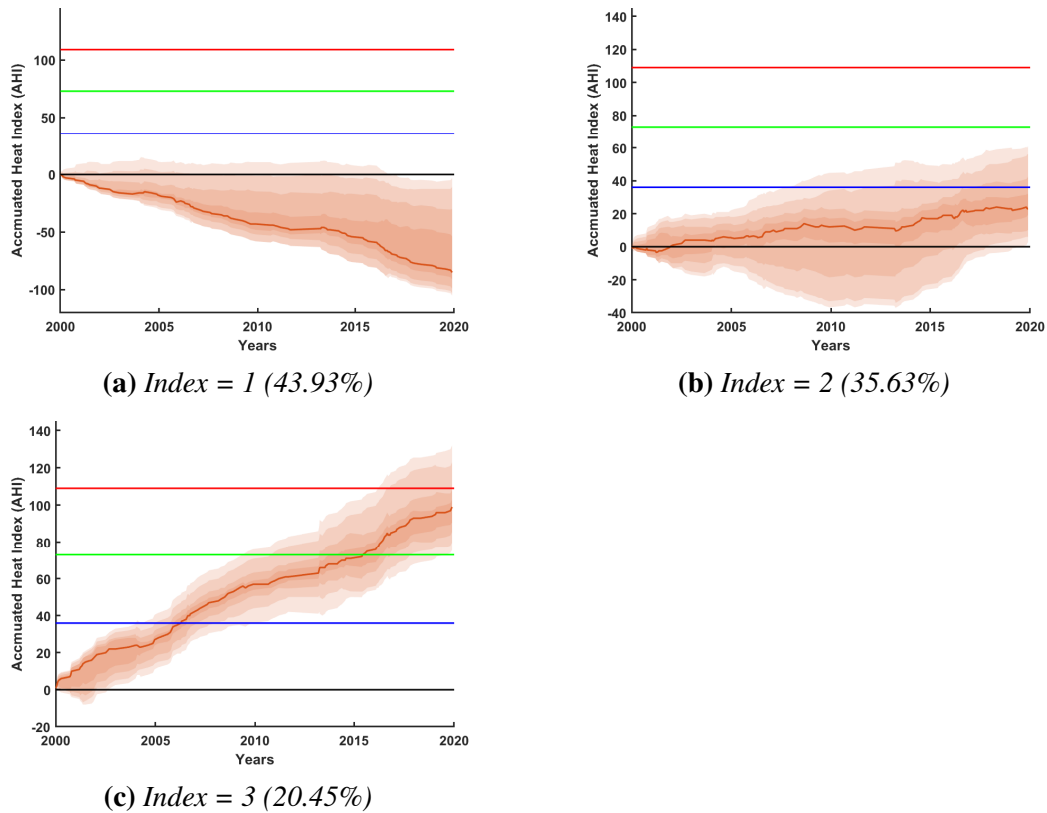 Accmuated Heat Index (AHI)
100
50
0
-50
-100
2000 2005 2010 2015 2020
Years
(a) Index = 1 (43.93%)
Accmuated Heat Index (AHI)
140
120
100
80
60
40
20
0
-20
-40
2000 2005 2010 2015 2020
Years
(b) Index = 2 (35.63%)
Accmuated Heat Index (AHI)
140
120
100
80
60
40
20
0
-20
2000 2005 2010 2015 2020
Years
(c) Index = 3 (20.45%)